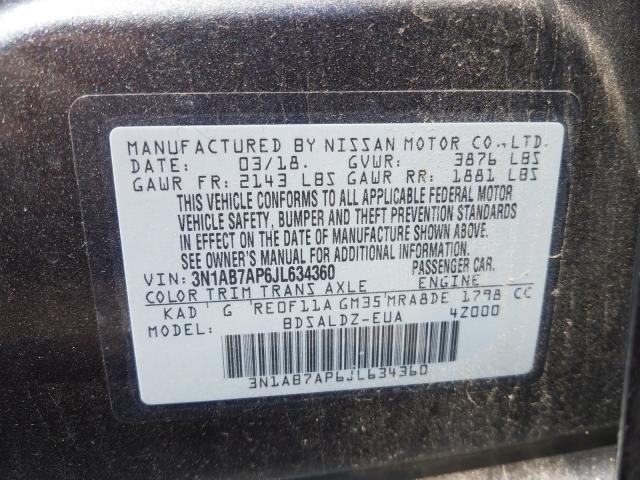 MANUFACTURED BY NISSAN MOTOR CO.,LTD.
DATE: 03/18. GVWR: 3876 LBS
GAWR FR: 2143 LBS GAWR RR: 1881 LBS
THIS VEHICLE CONFORMS TO ALL APPLICABLE FEDERAL MOTOR
VEHICLE SAFETY, BUMPER AND THEFT PREVENTION STANDARDS
IN EFFECT ON THE DATE OF MANUFACTURE SHOWN ABOVE.
SEE OWNER'S MANUAL FOR ADDITIONAL INFORMATION.
VIN: 3N1AB7AP6JL634360 PASSENGER CAR.
COLOR TRIM TRANS AXLE ENGINE
KAD G RE0F11A GM35 MRA8DE 1798 CC
MODEL: BDSALDZ-EUA 4Z000
3N1AB7AP6JL634360